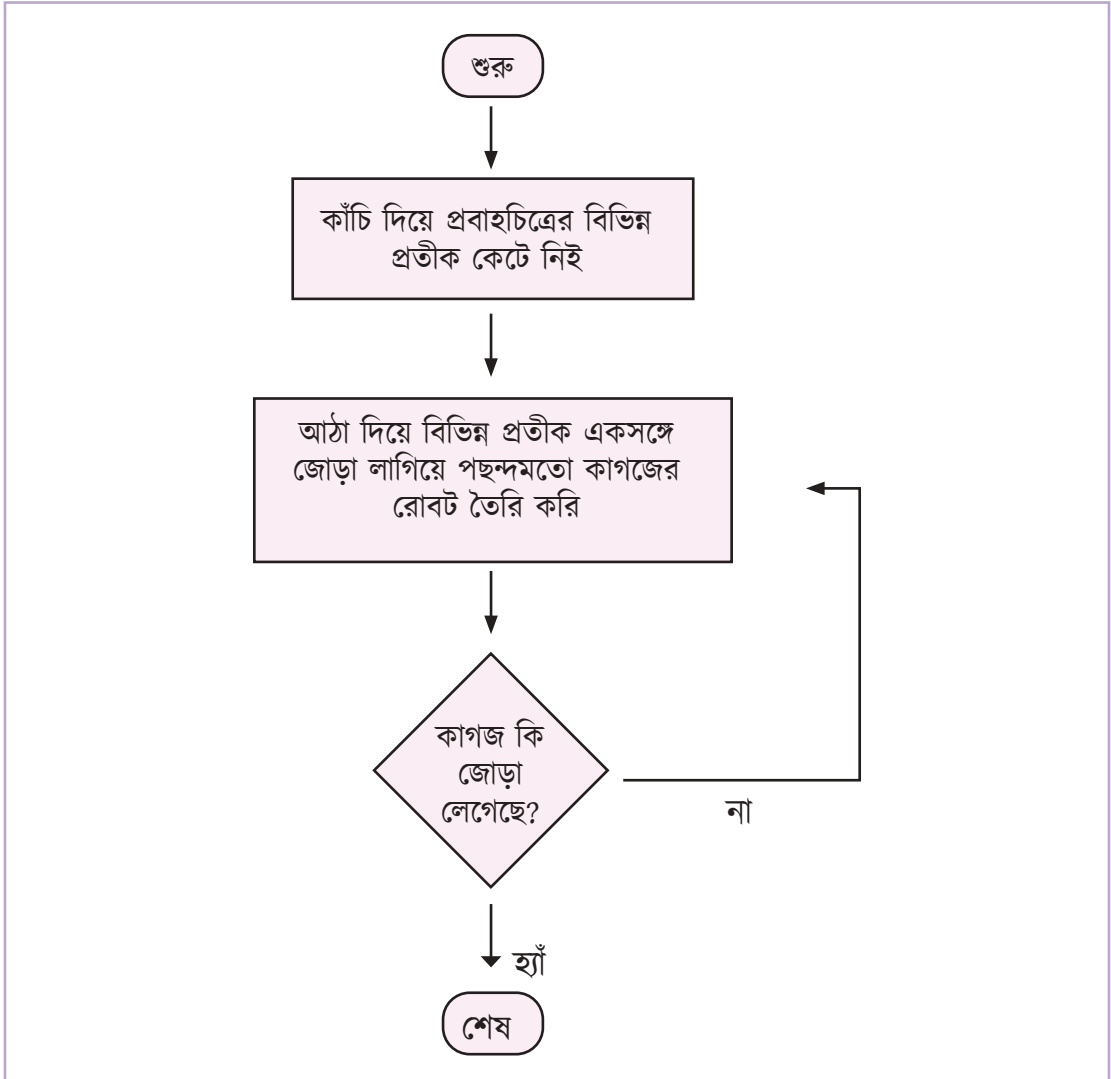 শুরু
কাঁচি দিয়ে প্রবাহচিত্রের বিভিন্ন
প্রতীক কেটে নিই
আঠা দিয়ে বিভিন্ন প্রতীক একসঙ্গে
জোড়া লাগিয়ে পছন্দমতো কাগজের
রোবট তৈরি করি
কাগজ কি
জোড়া
লেগেছে?
না
হ্যাঁ
শেষ